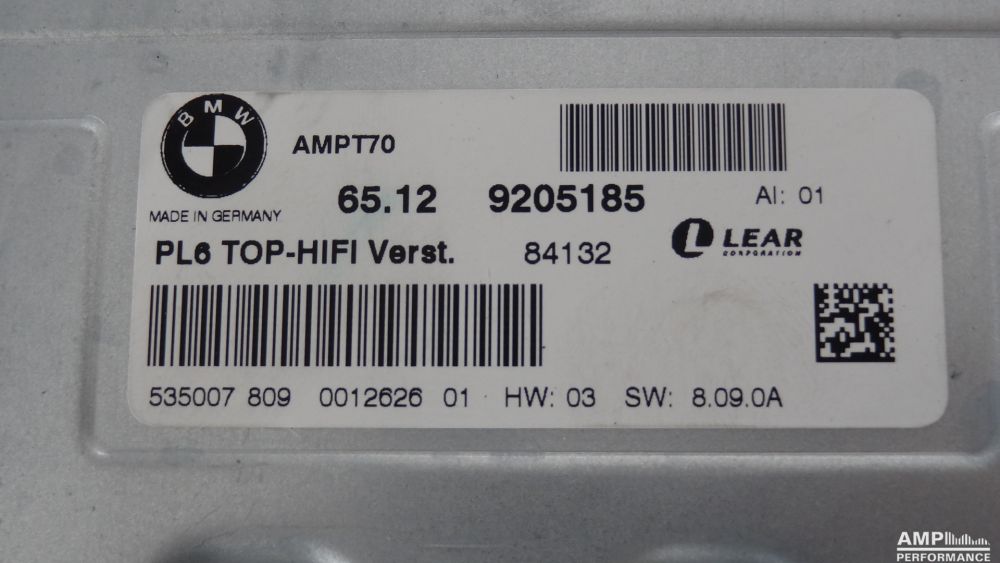 BMW
AMPT70
65.12 9205185 AI: 01
MADE IN GERMANY
PL6 TOP-HIFI Verst. 84132
L LEAR
CORPORATION
535007 809 0012626 01 HW: 03 SW: 8.09.0A
AMP
PERFORMANCE